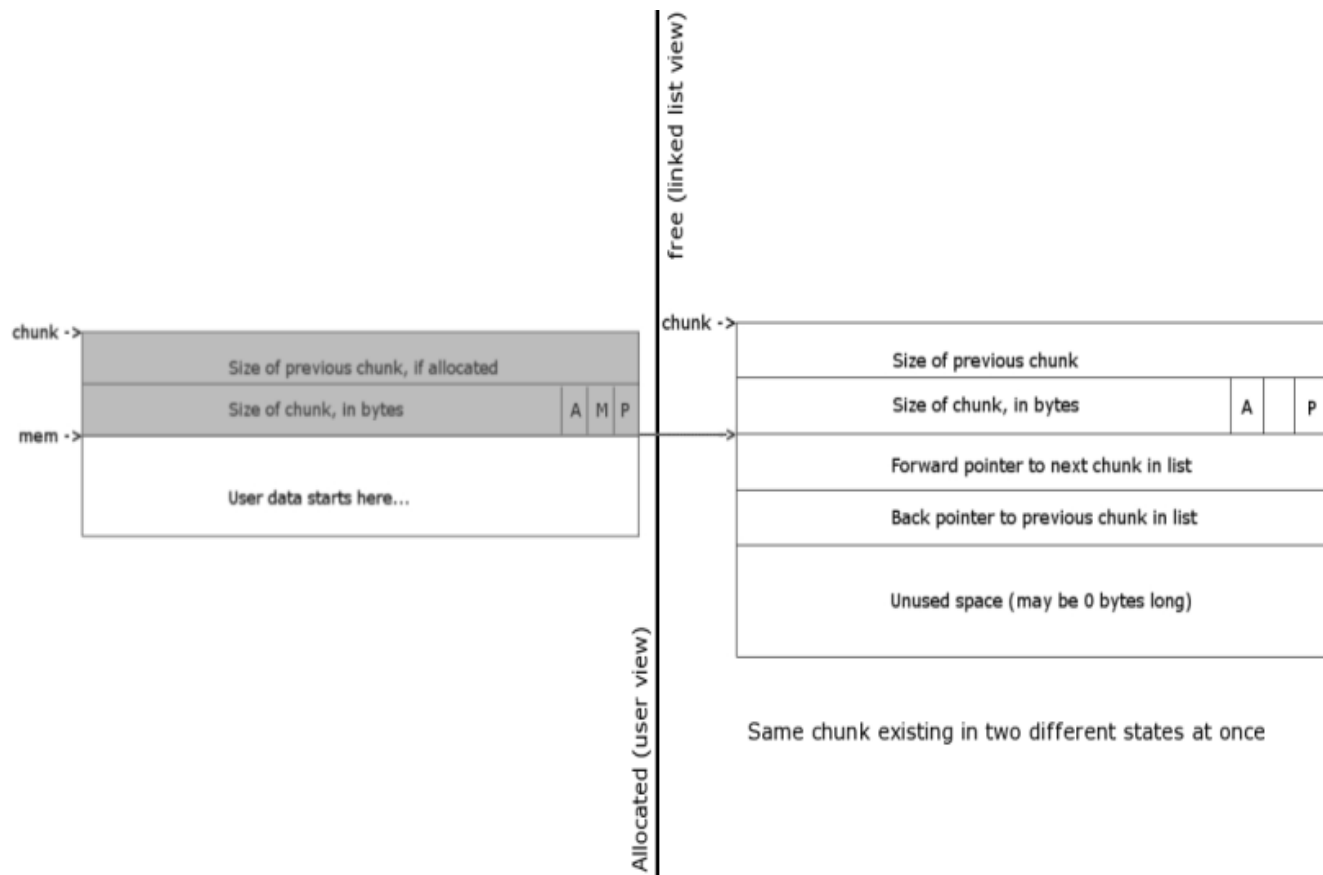 chunk ->
Size of previous chunk, if allocated
Size of chunk, in bytes A M P
mem ->
User data starts here...
Allocated (user view)
free (linked list view)
chunk ->
Size of previous chunk
Size of chunk, in bytes A P
Forward pointer to next chunk in list
Back pointer to previous chunk in list
Unused space (may be 0 bytes long)
Same chunk existing in two different states at once